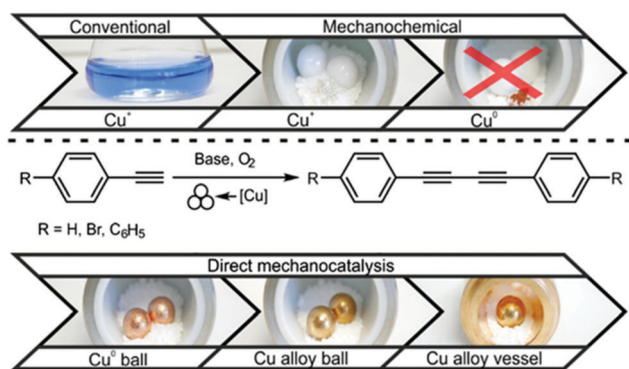 Conventional
Mechanochemical
Cu⁺
Cu⁺
Cu⁰
Base, O₂
R
R
[Cu]
R = H, Br, C₆H₅
Direct mechanocatalysis
Cu⁰ ball
Cu alloy ball
Cu alloy vessel